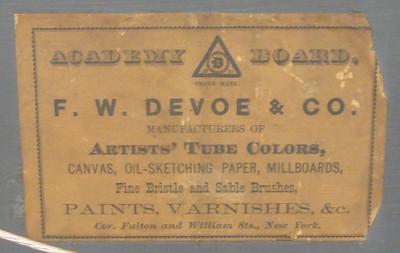 ACADEMY BOARD.
D
TRADE MARK
F. W. DEVOE & CO.
MANUFACTURERS OF
ARTISTS' TUBE COLORS,
CANVAS, OIL-SKETCHING PAPER, MILLBOARDS,
Fine Bristle and Sable Brushes,
PAINTS, VARNISHES, &c.
Cor. Fulton and William Sts., New York.